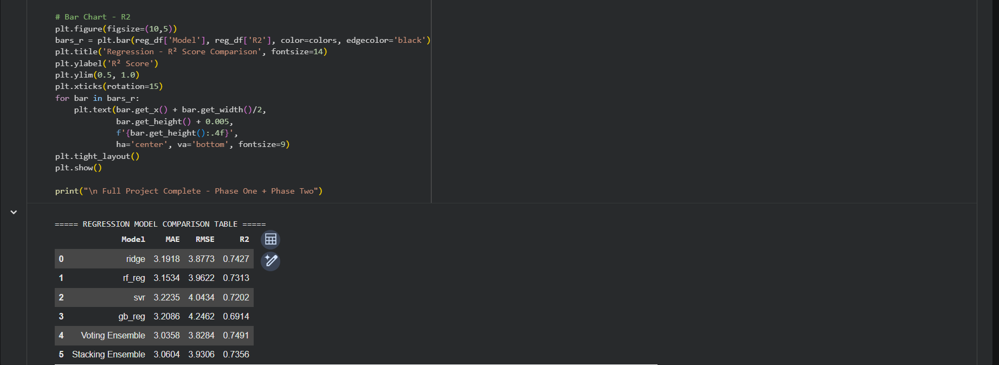 # Bar Chart - R2
plt.figure(figsize=(10,5))
bars_r = plt.bar(reg_df['Model'], reg_df['R2'], color=colors, edgecolor='black')
plt.title('Regression - R² Score Comparison', fontsize=14)
plt.ylabel('R² Score')
plt.ylim(0.5, 1.0)
plt.xticks(rotation=15)
for bar in bars_r:
    plt.text(bar.get_x() + bar.get_width()/2,
             bar.get_height() + 0.005,
             f'{bar.get_height():.4f}',
             ha='center', va='bottom', fontsize=9)
plt.tight_layout()
plt.show()
print("\n Full Project Complete - Phase One + Phase Two")
===== REGRESSION MODEL COMPARISON TABLE =====
Model MAE RMSE R2
0 ridge 3.1918 3.8773 0.7427
1 rf_reg 3.1534 3.9622 0.7313
2 svr 3.2235 4.0434 0.7202
3 gb_reg 3.2086 4.2462 0.6914
4 Voting Ensemble 3.0358 3.8284 0.7491
5 Stacking Ensemble 3.0604 3.9306 0.7356